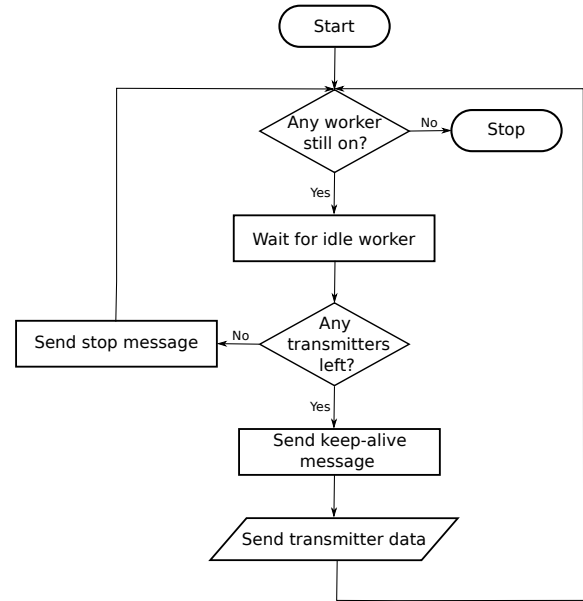 Start
Any worker
still on?
No
Stop
Yes
Wait for idle worker
Any
transmitters
left?
No
Send stop message
Yes
Send keep-alive
message
Send transmitter data